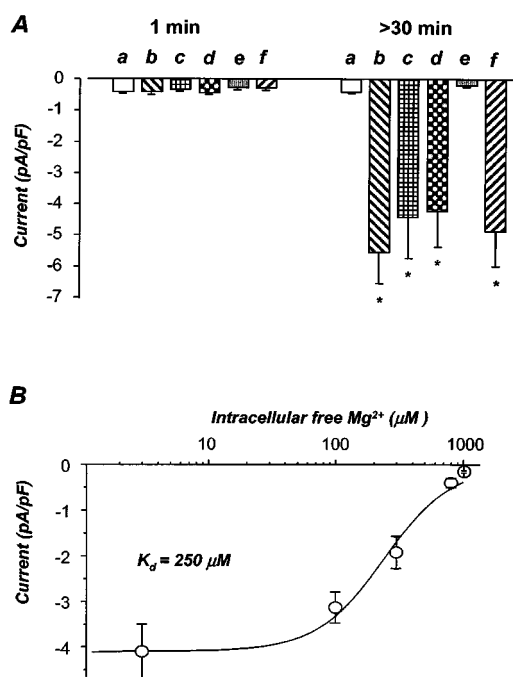 A
1 min >30 min
a b c d e f a b c d e f
0
-1
-2
-3
-4
-5
-6
-7
Current (pA/pF)
* * * *
B
Intracellular free Mg²⁺ (μM )
10 100 1000
0
-1
-2
-3
-4
Current (pA/pF)
K_d = 250 μM